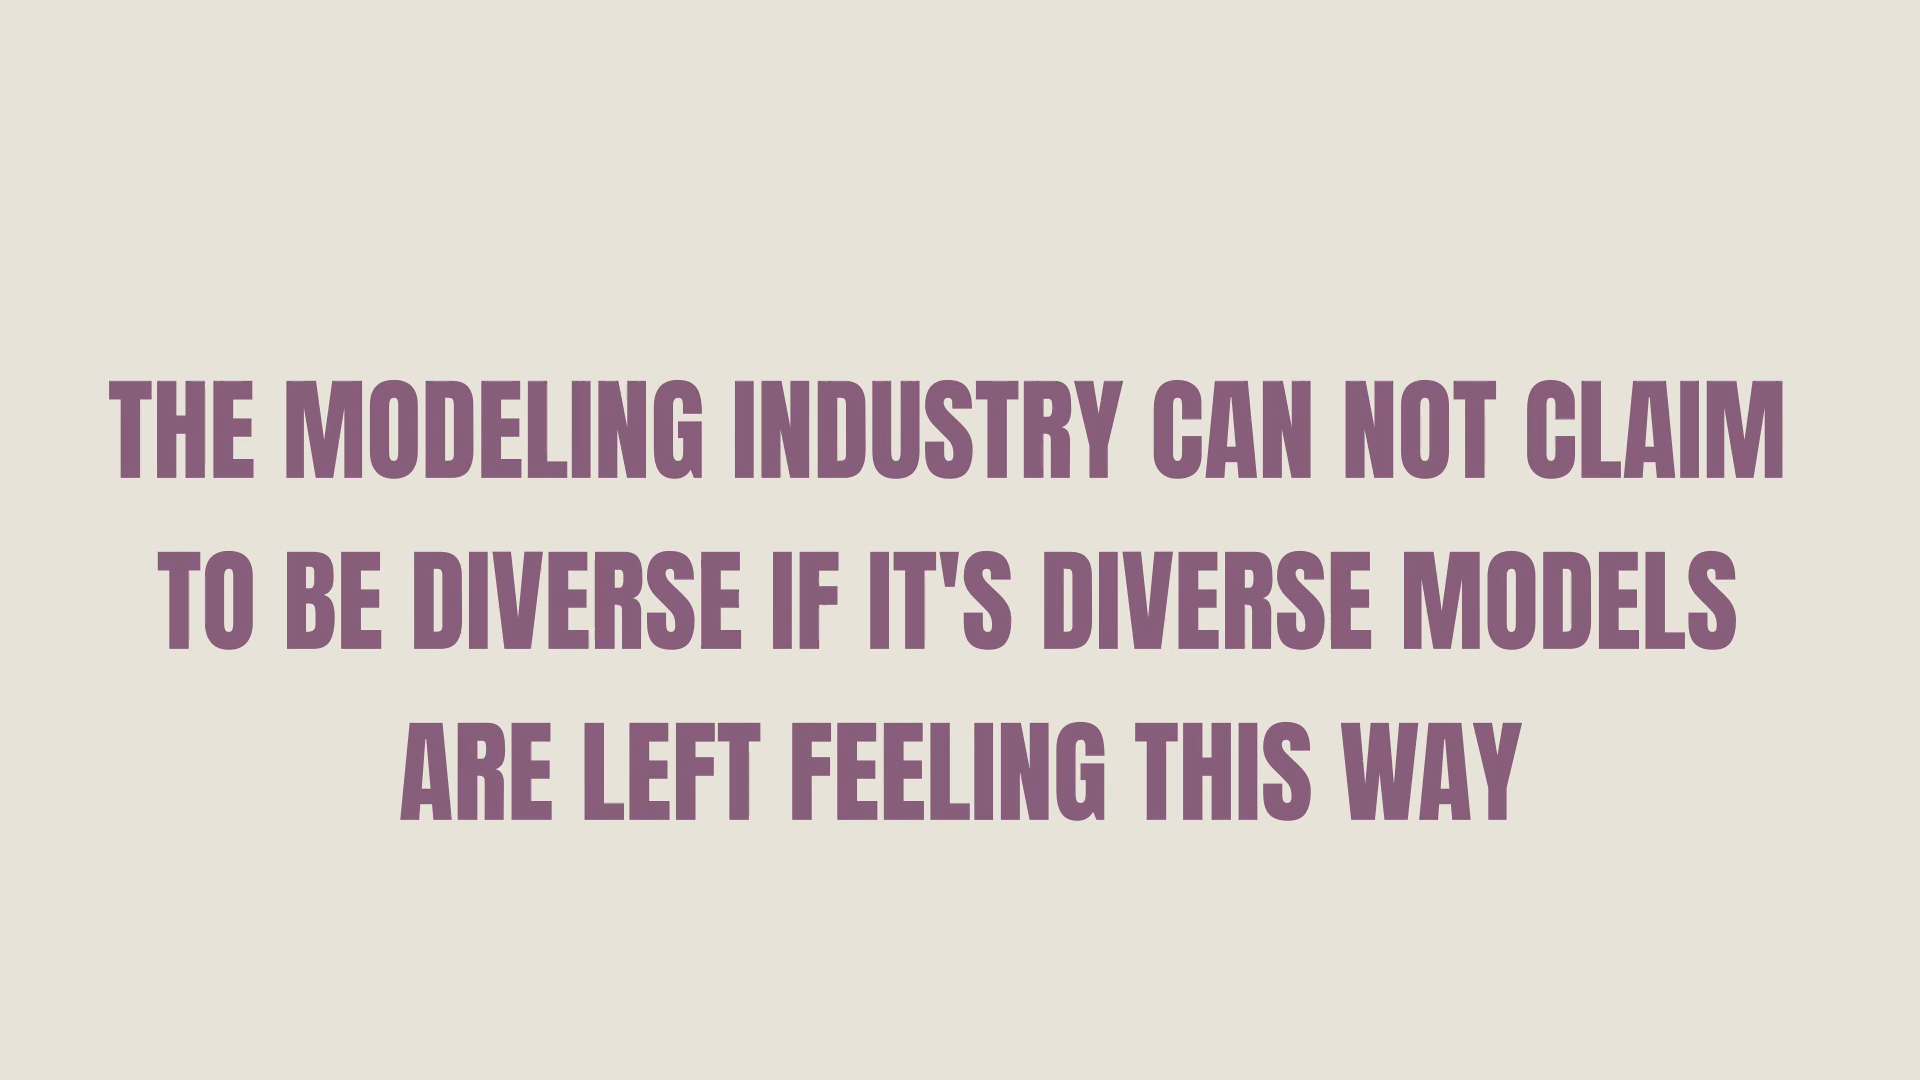 THE MODELING INDUSTRY CAN NOT CLAIM
TO BE DIVERSE IF IT'S DIVERSE MODELS
ARE LEFT FEELING THIS WAY